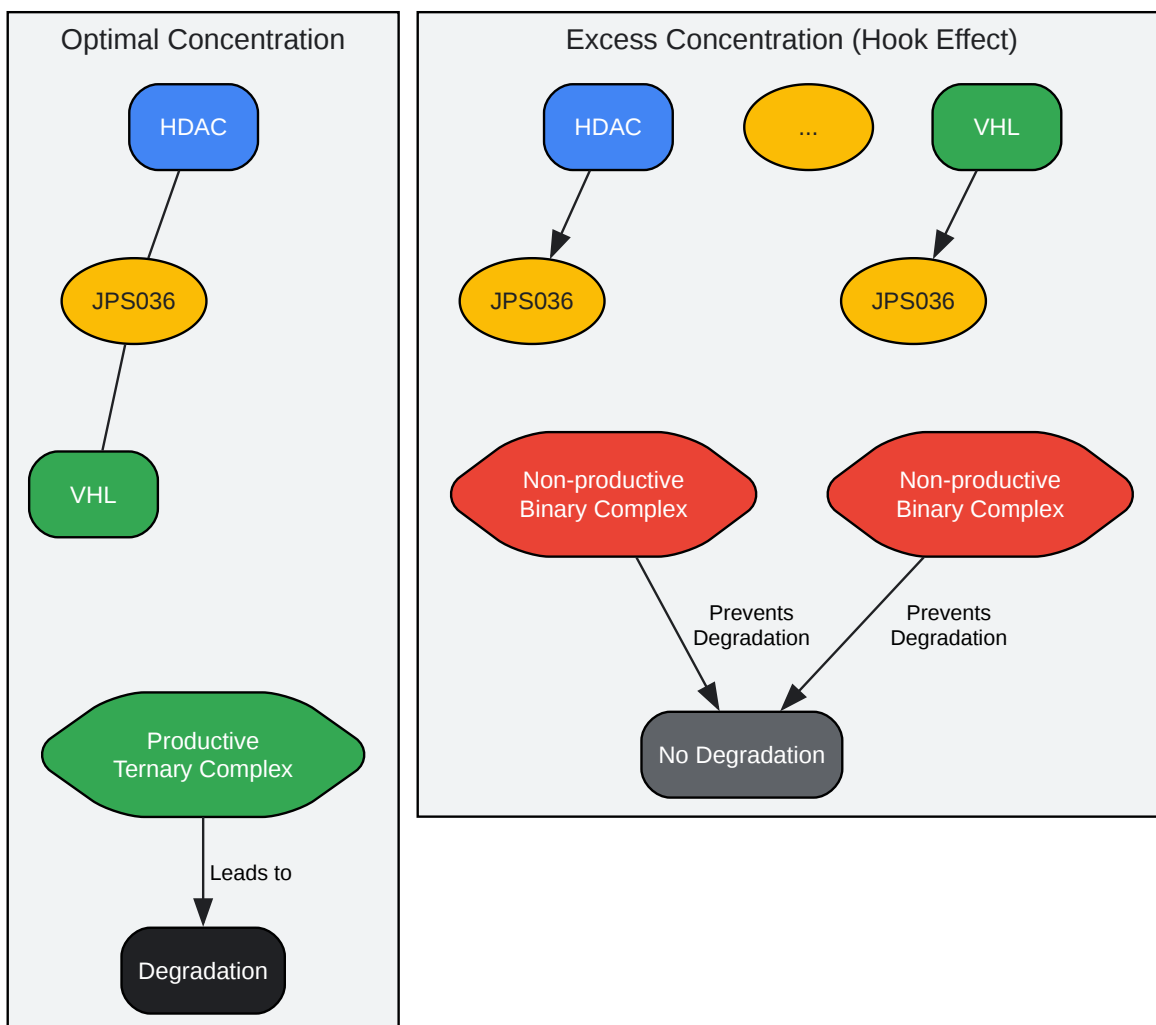 Optimal Concentration
HDAC
JPS036
VHL
Productive
Ternary Complex
Leads to
Degradation
Excess Concentration (Hook Effect)
HDAC
...
VHL
JPS036
JPS036
Non-productive
Binary Complex
Non-productive
Binary Complex
Prevents
Degradation
Prevents
Degradation
No Degradation